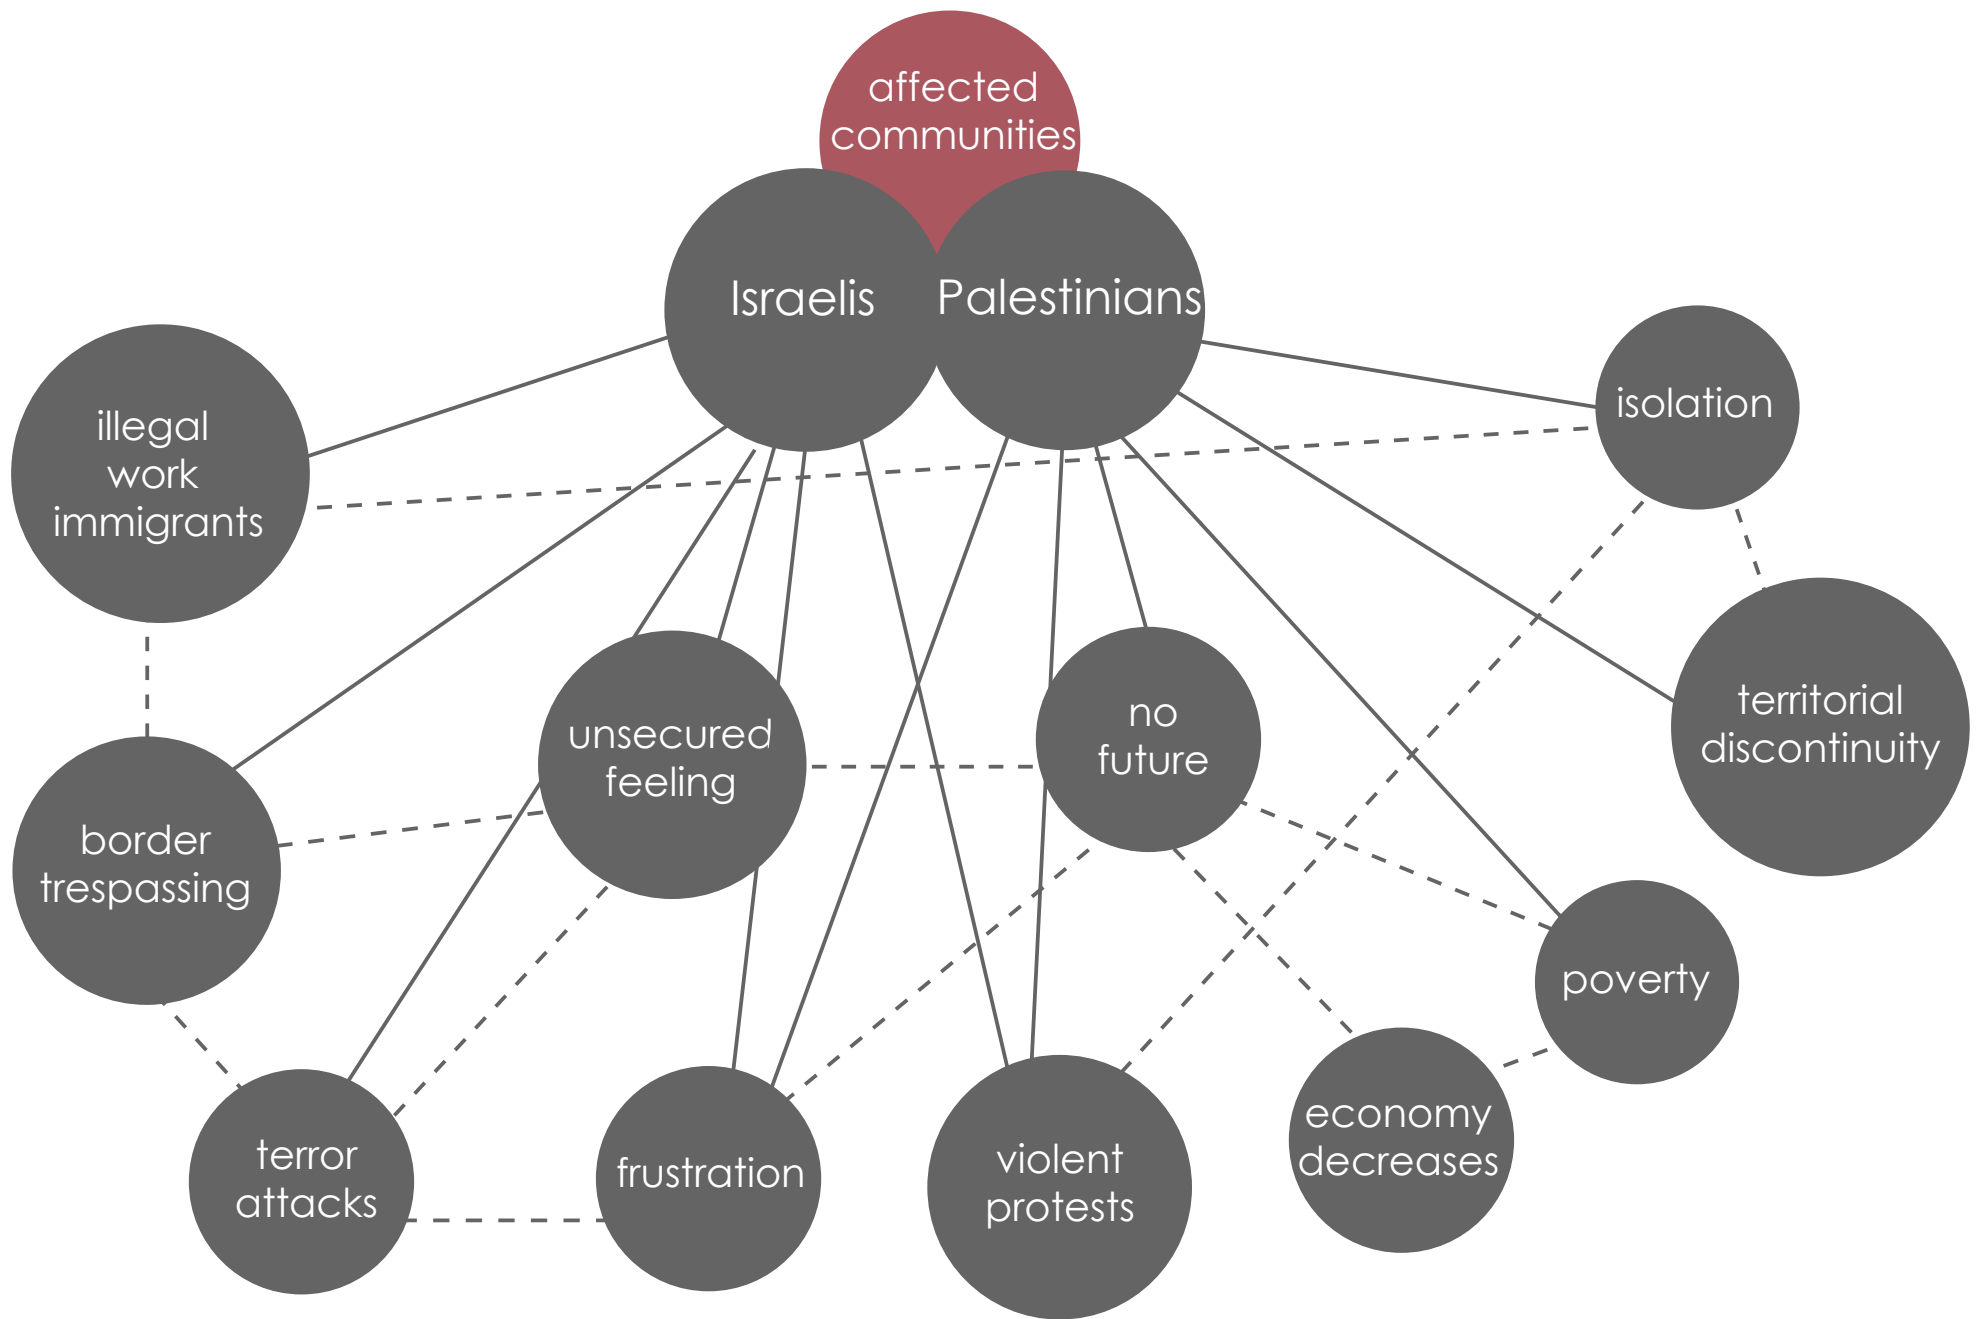 affected
communities
Israelis
Palestinians
isolation
illegal
work
immigrants
territorial
discontinuity
no
future
unsecured
feeling
border
trespassing
poverty
economy
decreases
terror
attacks
frustration
violent
protests